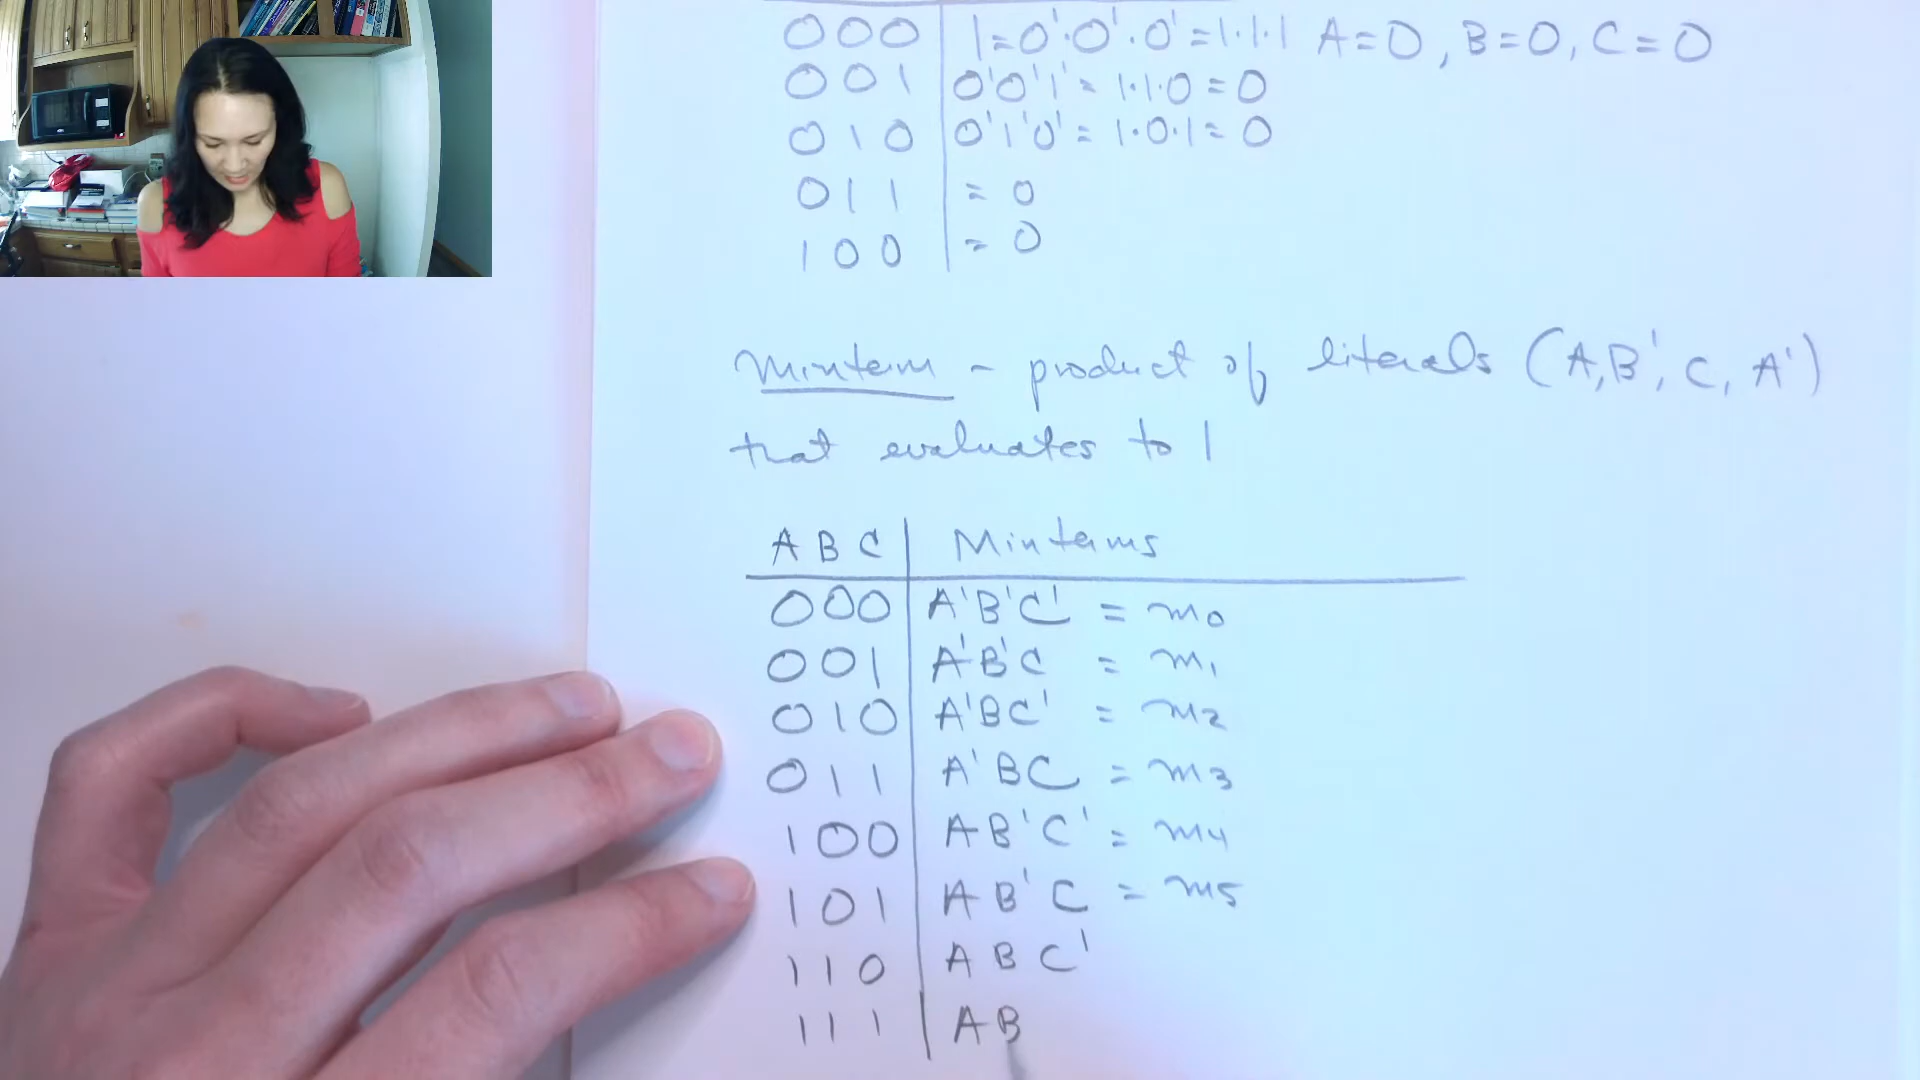 000 | 1=0'·0'·0'=1·1·1 A=0, B=0, C=0
001 | 0'0'1' = 1·1·0 = 0
010 | 0'1'0' = 1·0·1 = 0
011 | = 0
100 | = 0
Minterm - product of literals (A, B', C, A')
that evaluates to 1
A B C | Minterms
000 | A'B'C' = m0
001 | A'B'C = m1
010 | A'BC' = m2
011 | A'BC = m3
100 | AB'C' = m4
101 | AB'C = m5
110 | ABC'
111 | AB